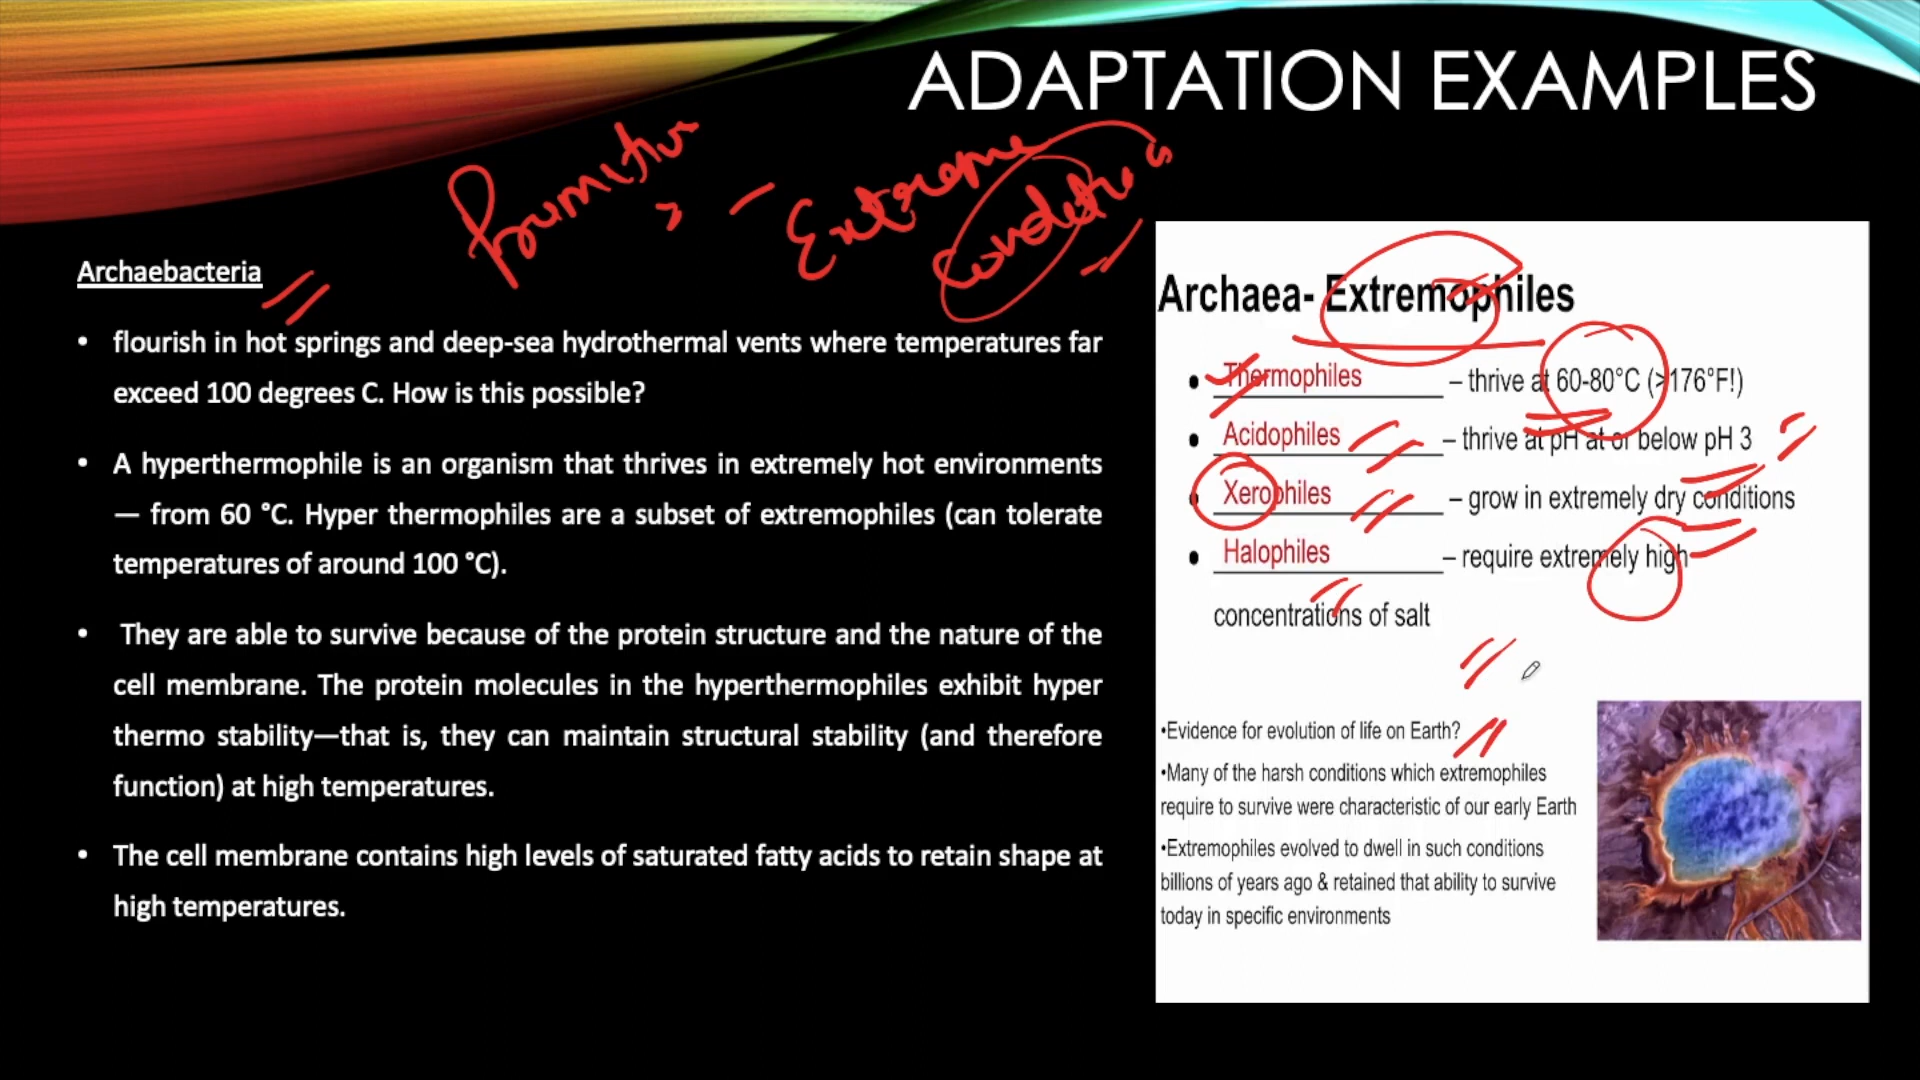 ADAPTATION EXAMPLES
Extreme
Conditions
Archaebacteria
• flourish in hot springs and deep-sea hydrothermal vents where temperatures far
exceed 100 degrees C. How is this possible?
• A hyperthermophile is an organism that thrives in extremely hot environments
— from 60 °C. Hyper thermophiles are a subset of extremophiles (can tolerate
temperatures of around 100 °C).
• They are able to survive because of the protein structure and the nature of the
cell membrane. The protein molecules in the hyperthermophiles exhibit hyper
thermo stability—that is, they can maintain structural stability (and therefore
function) at high temperatures.
• The cell membrane contains high levels of saturated fatty acids to retain shape at
high temperatures.
Archaea- Extremophiles
• Thermophiles – thrive at 60-80°C (>176°F!)
• Acidophiles – thrive at pH at or below pH 3
• Xerophiles – grow in extremely dry conditions
• Halophiles – require extremely high
concentrations of salt
•Evidence for evolution of life on Earth?
•Many of the harsh conditions which extremophiles
require to survive were characteristic of our early Earth
•Extremophiles evolved to dwell in such conditions
billions of years ago & retained that ability to survive
today in specific environments